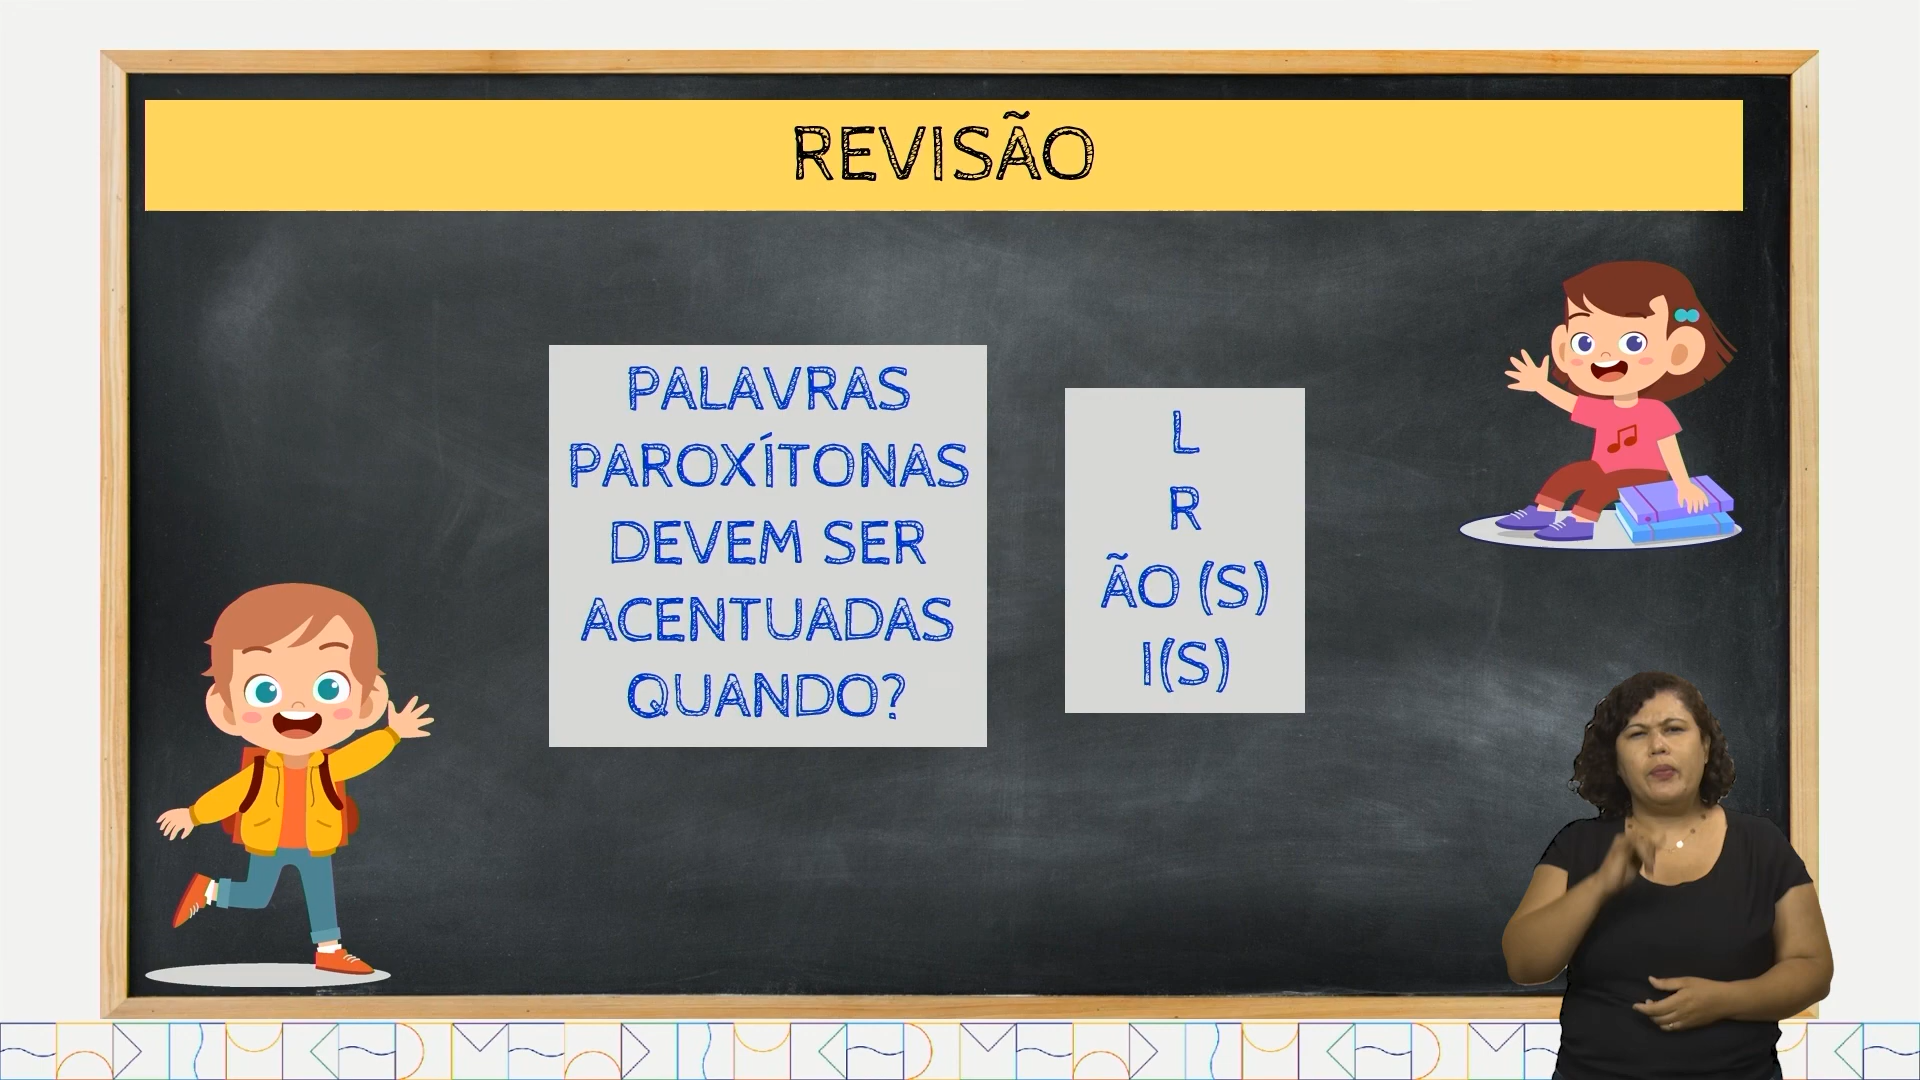 REVISÃO
PALAVRAS
PAROXÍTONAS
DEVEM SER
ACENTUADAS
QUANDO?
L
R
ÃO (S)
I(S)